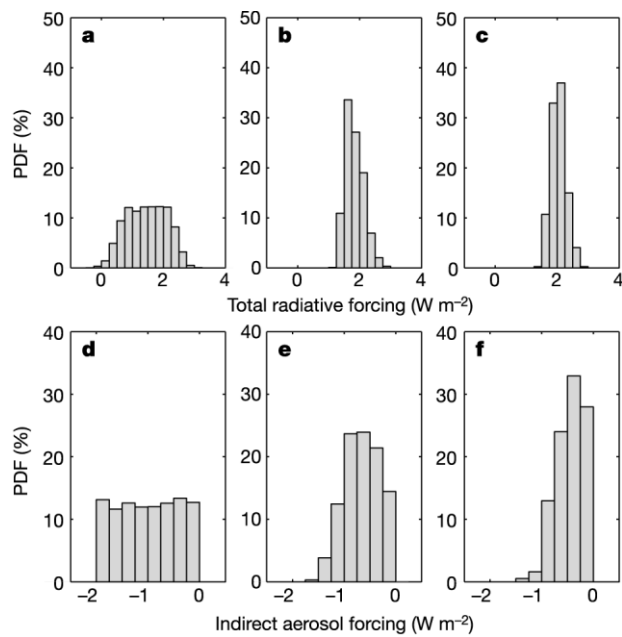 a b c
PDF (%)
50 50 50
40 40 40
30 30 30
20 20 20
10 10 10
0 0 0
0 2 4 0 2 4 0 2 4
Total radiative forcing (W m⁻²)
d e f
PDF (%)
40 40 40
30 30 30
20 20 20
10 10 10
0 0 0
−2 −1 0 −2 −1 0 −2 −1 0
Indirect aerosol forcing (W m⁻²)